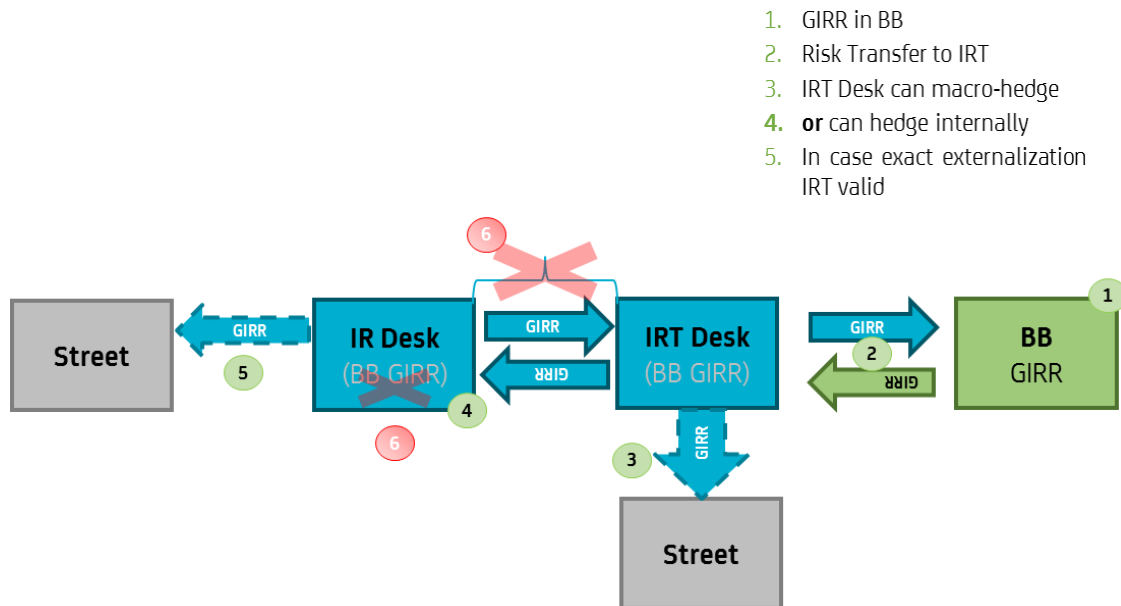 1. GIRR in BB
2. Risk Transfer to IRT
3. IRT Desk can macro-hedge
4. or can hedge internally
5. In case exact externalization
IRT valid
6
1
Street
GIRR
5
IR Desk
(BB GIRR)
4
6
GIRR
GIRR
IRT Desk
(BB GIRR)
GIRR
2
GIRR
BB
GIRR
3
GIRR
Street